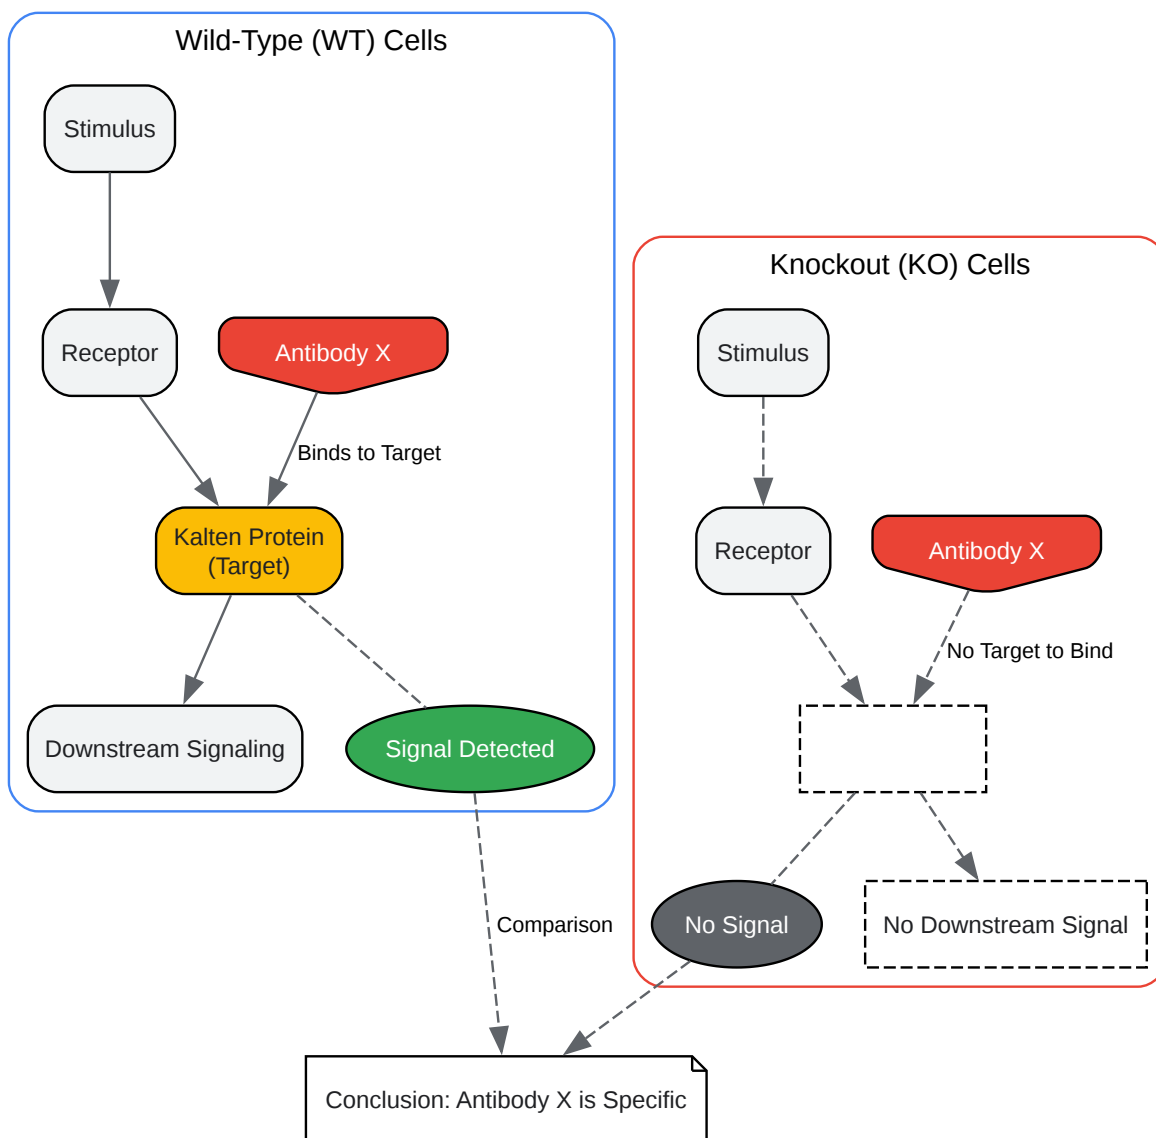 Wild-Type (WT) Cells
Stimulus
Receptor
Antibody X
Binds to Target
Kalten Protein
(Target)
Downstream Signaling
Signal Detected
Knockout (KO) Cells
Stimulus
Receptor
Antibody X
No Target to Bind
No Signal
No Downstream Signal
Comparison
Conclusion: Antibody X is Specific